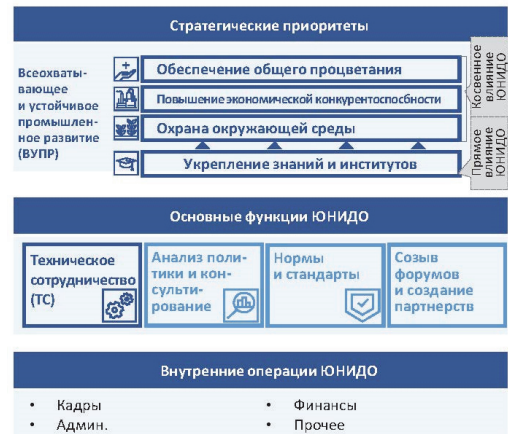 Стратегические приоритеты
Всеохваты-
вающее
и устойчивое
промышлен-
ное развитие
(ВУПР)
Обеспечение общего процветания
Повышение экономической конкурентоспосбности
Охрана окружающей среды
Укрепление знаний и институтов
Косвенное
влияние
ЮНИДО
Прямое
влияние
ЮНИДО
Основные функции ЮНИДО
Техническое
сотрудничество
(ТС)
Анализ поли-
тики и кон-
сульти-
рование
Нормы
и стандарты
Созыв
форумов
и создание
партнерств
Внутренние операции ЮНИДО
• Кадры
• Админ.
• Финансы
• Прочее